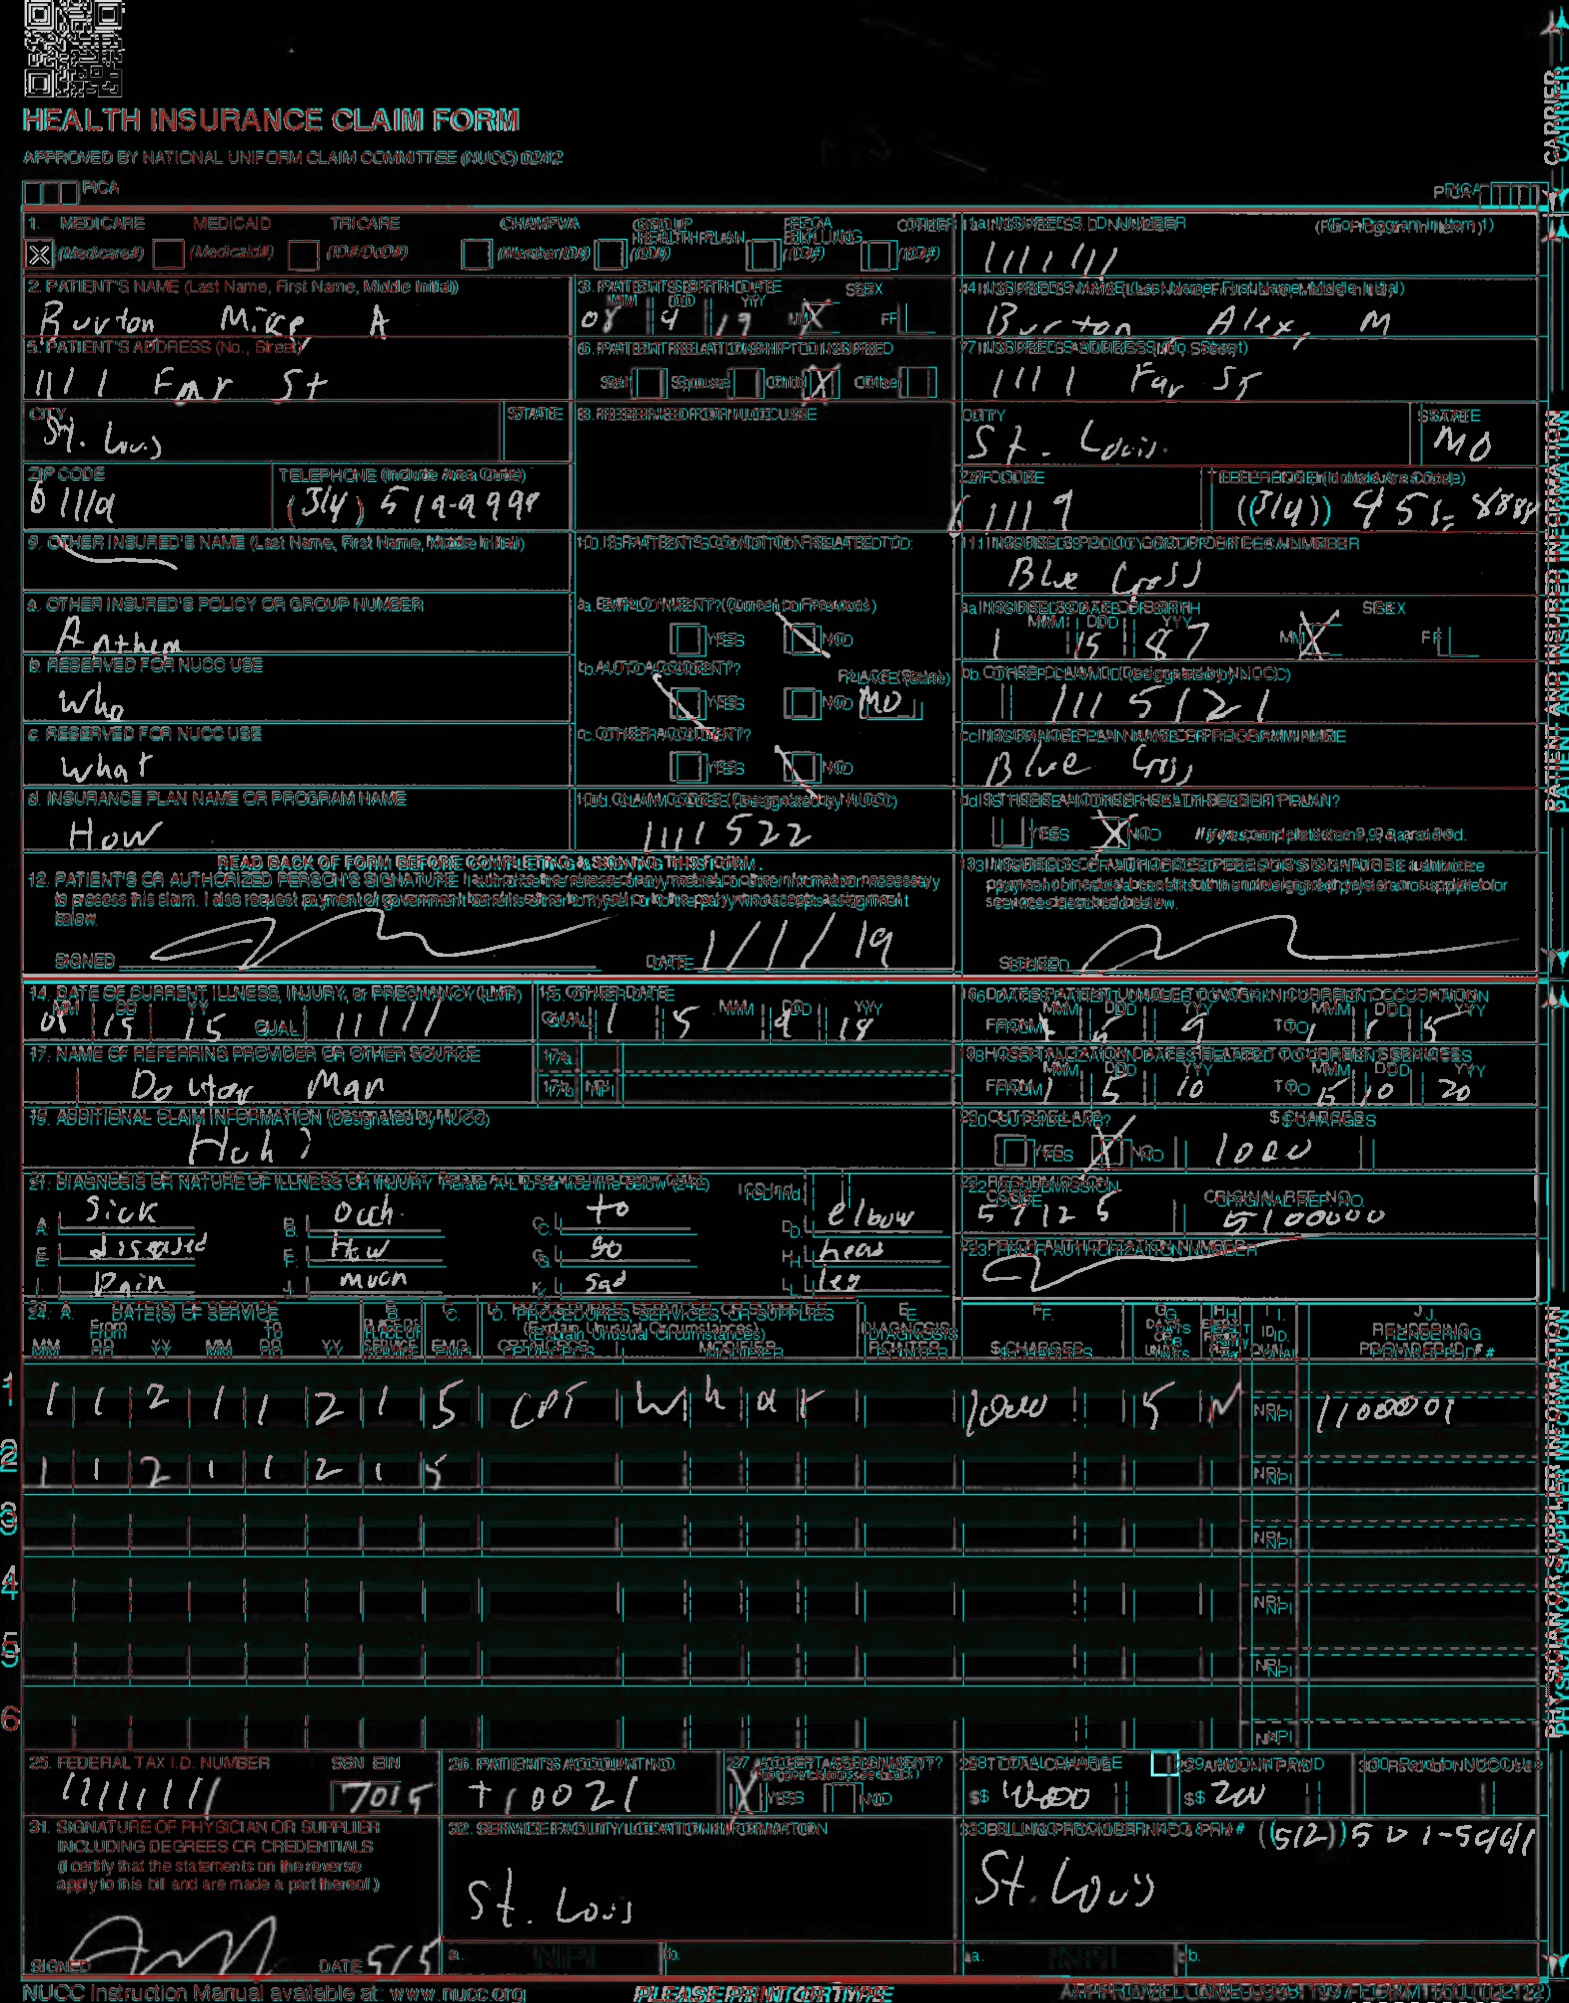 HEALTH INSURANCE CLAIM FORM
APPROVED BY NATIONAL UNIFORM CLAIM COMMITTEE (NUCC) 02/12
PICA PICA
CARRIER
1. MEDICARE MEDICAID TRICARE CHAMPVA GROUP HEALTH PLAN FECA BLK LUNG OTHER 1a. INSURED'S I.D. NUMBER (For Program in Item 1)
X (Medicare#) (Medicaid#) (ID#/DoD#) (Member ID#) (ID#) (ID#) (ID#) 111111
2. PATIENT'S NAME (Last Name, First Name, Middle Initial) 3. PATIENT'S BIRTH DATE SEX 4. INSURED'S NAME (Last Name, First Name, Middle Initial)
MM DD YY
Burton Mike, A 08 9 19 M X F Burton Alex, M
5. PATIENT'S ADDRESS (No., Street) 6. PATIENT RELATIONSHIP TO INSURED 7. INSURED'S ADDRESS (No., Street)
1111 Far St Self Spouse Child X Other 1111 Far St
CITY STATE 8. RESERVED FOR NUCC USE CITY STATE
St. Louis St. Louis MO
ZIP CODE TELEPHONE (Include Area Code) ZIP CODE TELEPHONE (Include Area Code)
61119 (314) 519-9999 61119 (314) 455-8888
9. OTHER INSURED'S NAME (Last Name, First Name, Middle Initial) 10. IS PATIENT'S CONDITION RELATED TO: 11. INSURED'S POLICY GROUP OR FECA NUMBER
Blue Cross
a. OTHER INSURED'S POLICY OR GROUP NUMBER a. EMPLOYMENT? (Current or Previous) a. INSURED'S DATE OF BIRTH SEX
MM DD YY
Anthem YES NO 1 15 87 M X F
b. RESERVED FOR NUCC USE b. AUTO ACCIDENT? PLACE (State) b. OTHER CLAIM ID (Designated by NUCC)
Who YES NO MO 1115121
c. RESERVED FOR NUCC USE c. OTHER ACCIDENT? c. INSURANCE PLAN NAME OR PROGRAM NAME
What YES NO Blue Cross
d. INSURANCE PLAN NAME OR PROGRAM NAME 10d. CLAIM CODES (Designated by NUCC) d. IS THERE ANOTHER HEALTH BENEFIT PLAN?
How 1111522 YES X NO If yes, complete items 9, 9a, and 9d.
READ BACK OF FORM BEFORE COMPLETING & SIGNING THIS FORM.
12. PATIENT'S OR AUTHORIZED PERSON'S SIGNATURE I authorize the release of any medical or other information necessary
to process this claim. I also request payment of government benefits either to myself or to the party who accepts assignment
below.
13. INSURED'S OR AUTHORIZED PERSON'S SIGNATURE I authorize
payment of medical benefits to the undersigned physician or supplier for
services described below.
SIGNED DATE 1/1/19 SIGNED
PATIENT AND INSURED INFORMATION
14. DATE OF CURRENT ILLNESS, INJURY, or PREGNANCY (LMP) 15. OTHER DATE 16. DATES PATIENT UNABLE TO WORK IN CURRENT OCCUPATION
MM DD YY MM DD YY MM DD YY MM DD YY
15 15 QUAL. 11111 QUAL. 1 5 9 18 FROM 9 TO 1 5
17. NAME OF REFERRING PROVIDER OR OTHER SOURCE 17a. 18. HOSPITALIZATION DATES RELATED TO CURRENT SERVICES
MM DD YY MM DD YY
Doctor Man 17b. NPI FROM 1 5 10 TO 15 10 20
19. ADDITIONAL CLAIM INFORMATION (Designated by NUCC) 20. OUTSIDE LAB? $ CHARGES
Huh? YES X NO 1000
21. DIAGNOSIS OR NATURE OF ILLNESS OR INJURY Relate A-L to service line below (24E) ICD Ind. 22. RESUBMISSION CODE ORIGINAL REF. NO.
A. Sick B. Ouch. C. to D. elbow 57125 5100000
E. diseased F. How G. so H. head 23. PRIOR AUTHORIZATION NUMBER
I. Pain J. much K. sad L. leg
24. A. DATE(S) OF SERVICE B. C. D. PROCEDURES, SERVICES, OR SUPPLIES E. F. G. H. I. J.
From To PLACE OF SERVICE EMG (Explain Unusual Circumstances) DIAGNOSIS POINTER $ CHARGES DAYS OR UNITS ID. QUAL. RENDERING PROVIDER ID. #
MM DD YY MM DD YY CPT/HCPCS MODIFIER
1 1 1 2 1 1 2 1 5 CPT W h a t 1000 5 N NPI 1100001
2 1 1 2 1 1 2 1 5 NPI
3 NPI
4 NPI
5 NPI
6 NPI
25. FEDERAL TAX I.D. NUMBER SSN EIN 26. PATIENT'S ACCOUNT NO. 27. ACCEPT ASSIGNMENT? 28. TOTAL CHARGE 29. AMOUNT PAID 30. Rsvd for NUCC Use
11111111 7015 110021 X YES NO $ $ 200
31. SIGNATURE OF PHYSICIAN OR SUPPLIER 32. SERVICE FACILITY LOCATION INFORMATION 33. BILLING PROVIDER INFO & PH # (512)
INCLUDING DEGREES OR CREDENTIALS
(I certify that the statements on the reverse
apply to this bill and are made a part thereof.)
St. Louis St. Louis
SIGNED DATE 5/5 a. NPI b. a. NPI b.
PHYSICIAN OR SUPPLIER INFORMATION
NUCC Instruction Manual available at: www.nucc.org PLEASE PRINT OR TYPE